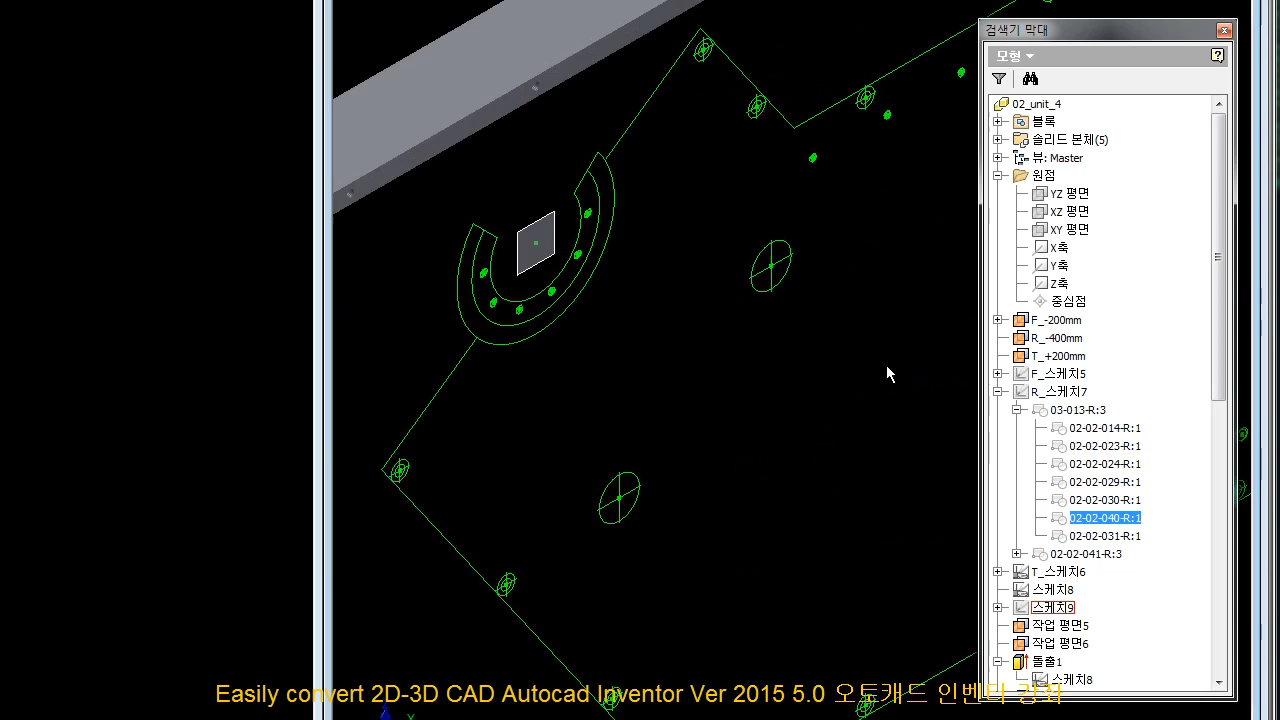 검색기 막대
모형
02_unit_4
블록
솔리드 본체(5)
뷰: Master
원점
YZ 평면
XZ 평면
XY 평면
X축
Y축
Z축
중심점
F_-200mm
R_-400mm
T_+200mm
F_스케치5
R_스케치7
03-013-R:3
02-02-014-R:1
02-02-023-R:1
02-02-024-R:1
02-02-029-R:1
02-02-030-R:1
02-02-040-R:1
02-02-031-R:1
02-02-041-R:3
T_스케치6
스케치8
스케치9
작업 평면5
작업 평면6
돌출1
스케치8
Easily convert 2D-3D CAD Autocad Inventor Ver 2015 5.0 오토캐드 인벤터 강좌